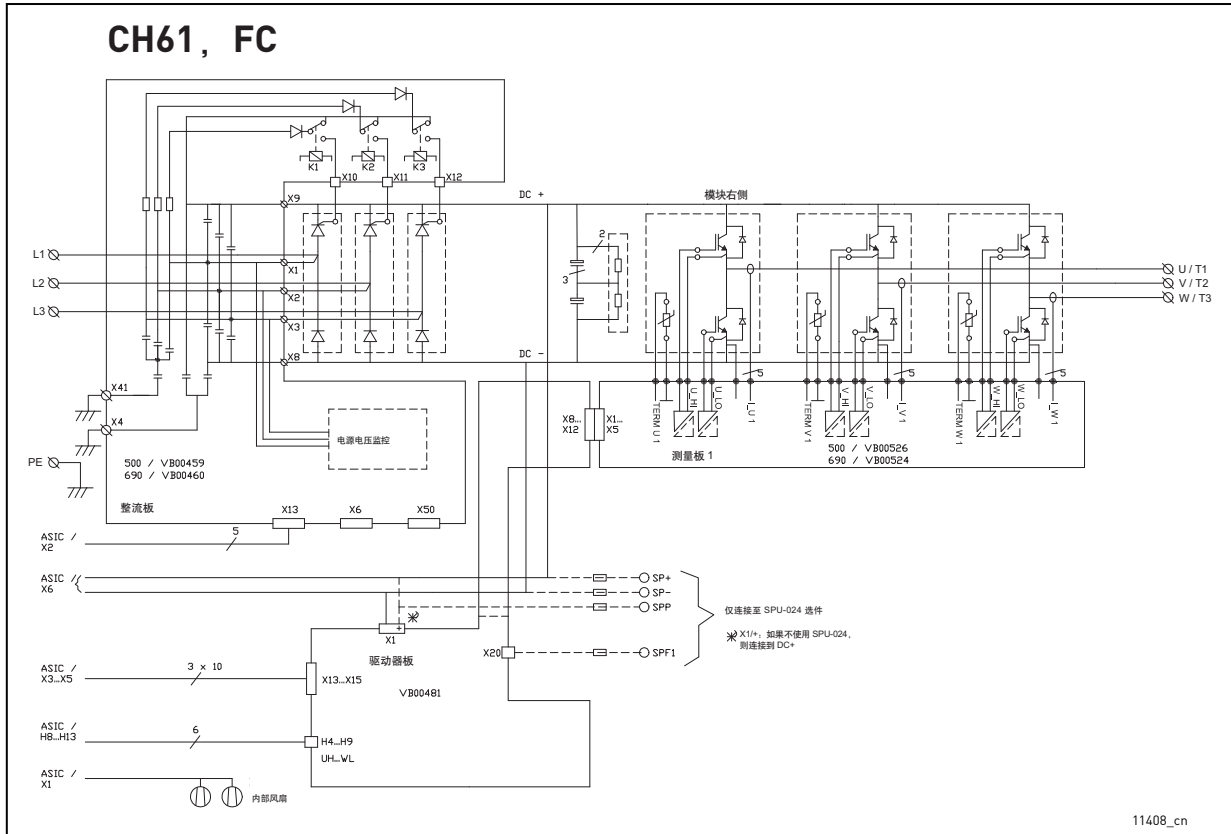 CH61, FC
K1
K2
K3
X10
X11
X12
X9
DC +
模块右侧
L1
L2
L3
X1
X2
X3
X8
2
3
U / T1
V / T2
W / T3
DC -
X41
X4
PE
5
5
5
TERM U 1
U_HI
U_LO
I_U 1
TERM V 1
V_HI
V_LO
I_V 1
TERM W 1
W_HI
W_LO
I_W 1
X8...
X12
X1...
X5
电源电压监控
测量板 1
500 / VB00526
690 / VB00524
500 / VB00459
690 / VB00460
整流板
X13
X6
X50
ASIC /
X2
5
ASIC /
X6
SP+
SP-
SPP
SPF1
仅连接至 SPU-024 选件
X1/+: 如果不使用 SPU-024,
则连接到 DC+
X1
+
X20
驱动器板
VB00481
ASIC /
X3...X5
3 x 10
X13...X15
ASIC /
H8...H13
6
H4...H9
UH...WL
ASIC /
X1
内部风扇
11408_cn